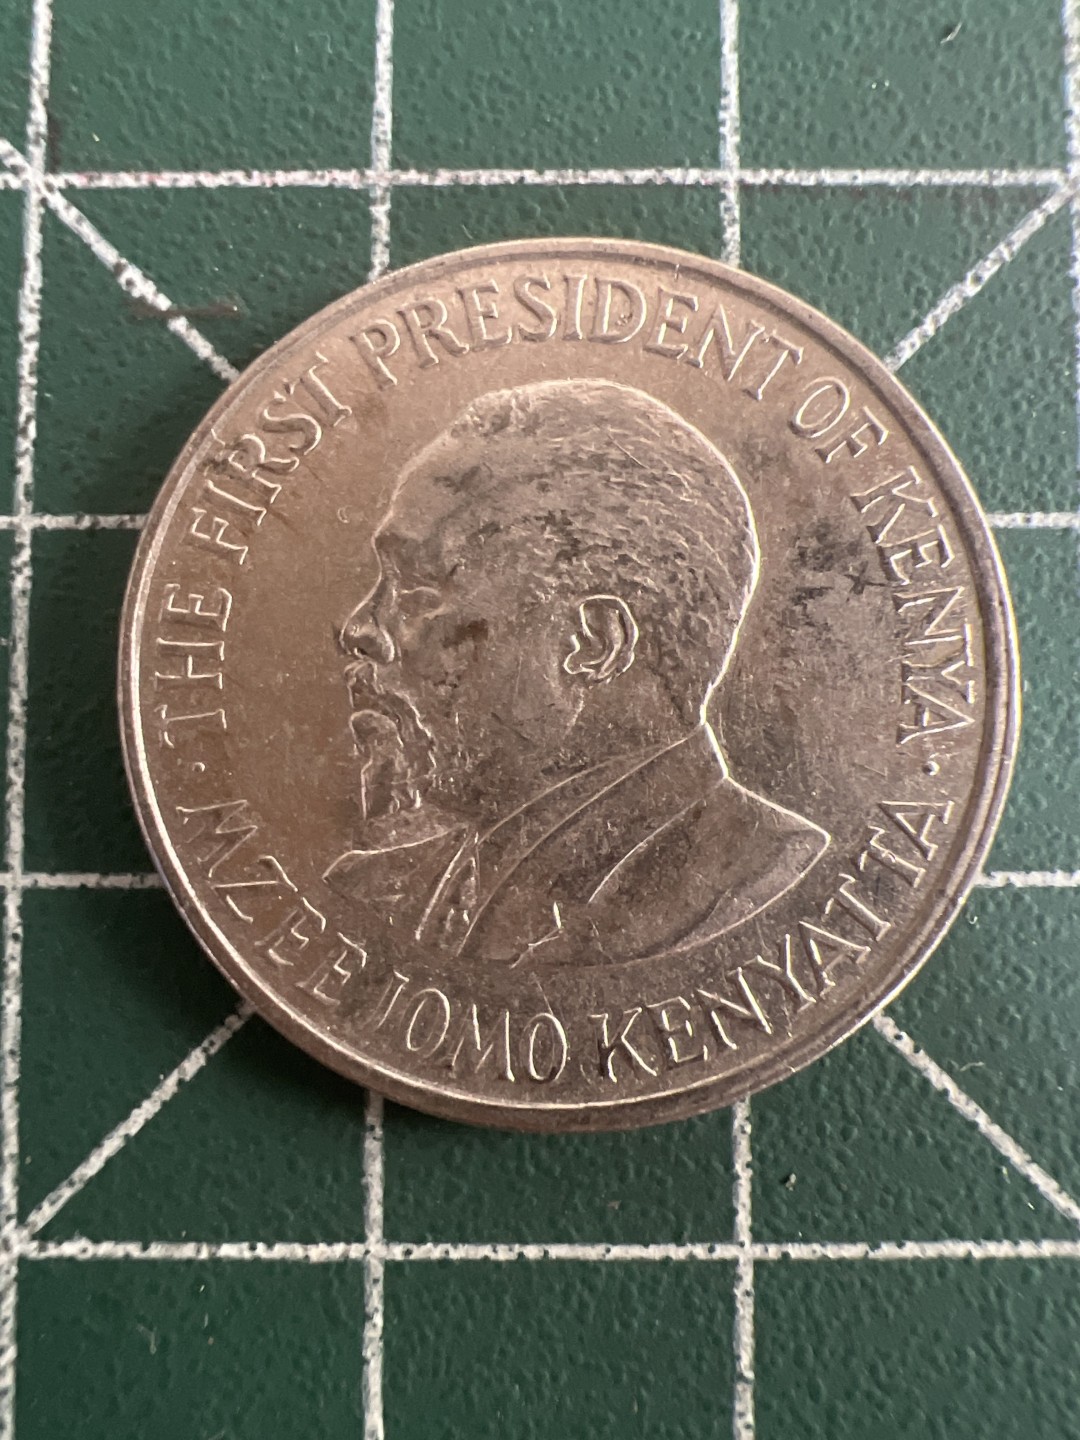 THE FIRST PRESIDENT OF KENYA ·
MZEE JOMO KENYATTA ·